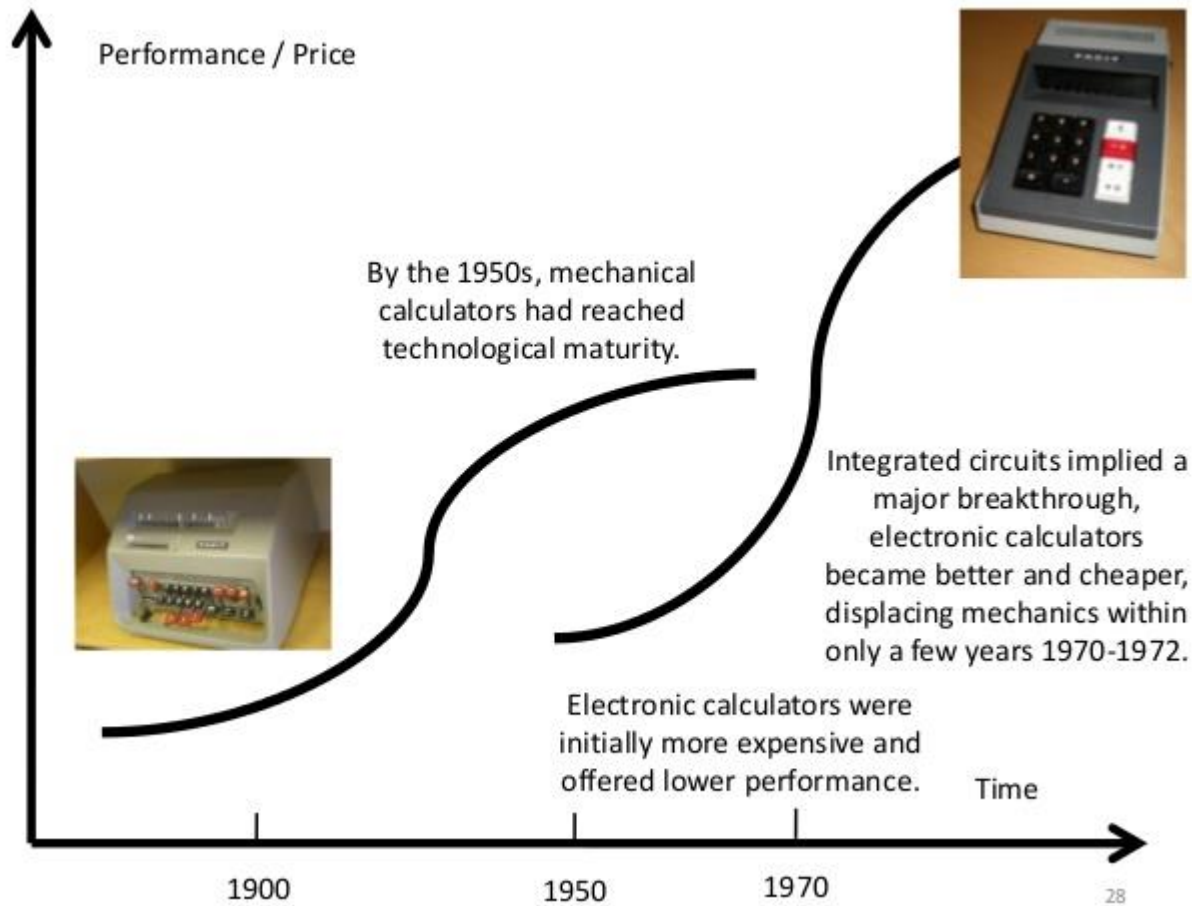 Performance / Price
By the 1950s, mechanical
calculators had reached
technological maturity.
Integrated circuits implied a
major breakthrough,
electronic calculators
became better and cheaper,
displacing mechanics within
only a few years 1970-1972.
Electronic calculators were
initially more expensive and
offered lower performance.
Time
1900
1950
1970
28